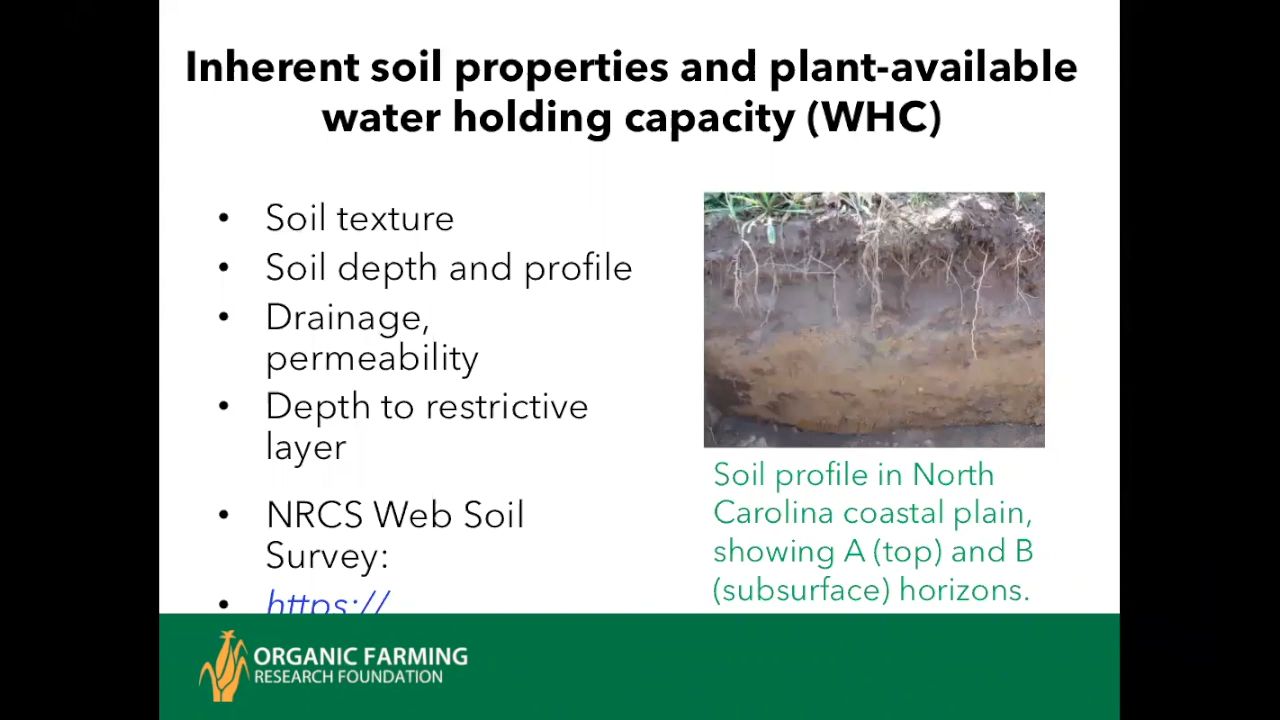 Inherent soil properties and plant-available
water holding capacity (WHC)
• Soil texture
• Soil depth and profile
• Drainage,
permeability
• Depth to restrictive
layer
• NRCS Web Soil
Survey:
• https://
Soil profile in North
Carolina coastal plain,
showing A (top) and B
(subsurface) horizons.
ORGANIC FARMING
RESEARCH FOUNDATION